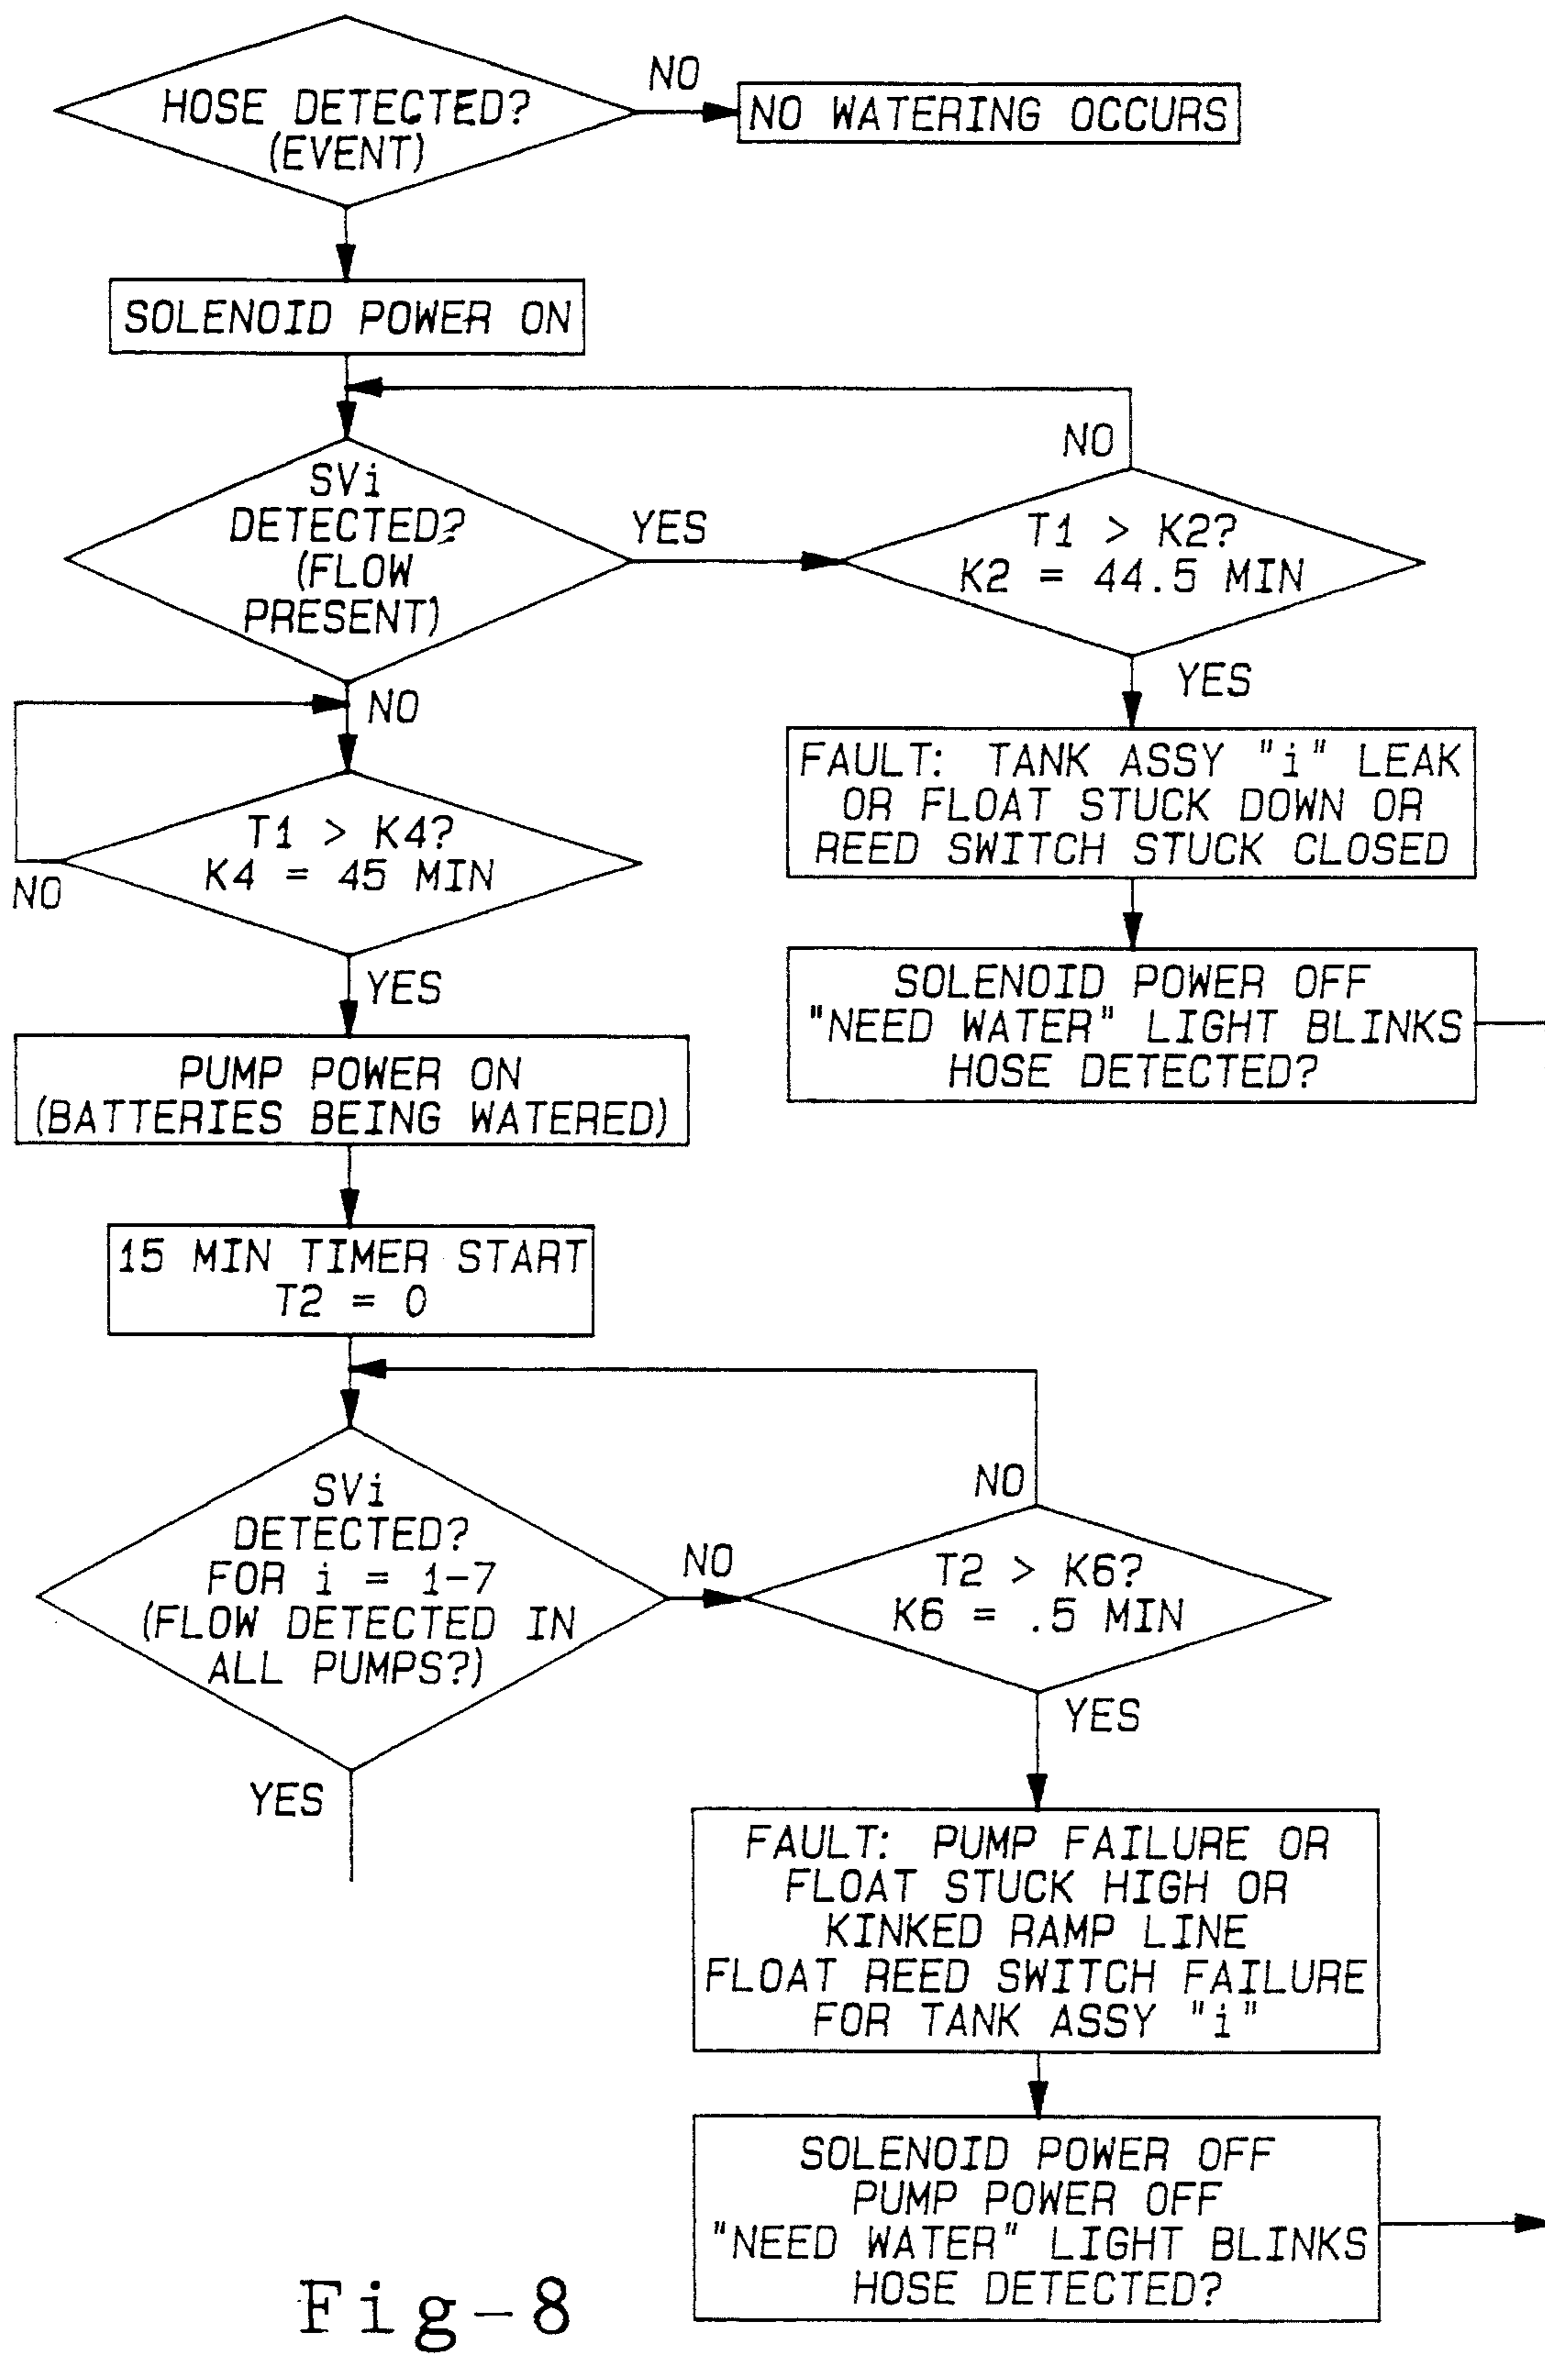 HOSE DETECTED?
(EVENT)
NO
NO WATERING OCCURS
SOLENOID POWER ON
SVi
DETECTED?
(FLOW
PRESENT)
YES
NO
T1 > K2?
K2 = 44.5 MIN
YES
FAULT: TANK ASSY "i" LEAK
OR FLOAT STUCK DOWN OR
REED SWITCH STUCK CLOSED
SOLENOID POWER OFF
"NEED WATER" LIGHT BLINKS
HOSE DETECTED?
NO
T1 > K4?
K4 = 45 MIN
NO
YES
PUMP POWER ON
(BATTERIES BEING WATERED)
15 MIN TIMER START
T2 = 0
SVi
DETECTED?
FOR i = 1-7
(FLOW DETECTED IN
ALL PUMPS?)
NO
NO
T2 > K6?
K6 = .5 MIN
YES
YES
FAULT: PUMP FAILURE OR
FLOAT STUCK HIGH OR
KINKED RAMP LINE
FLOAT REED SWITCH FAILURE
FOR TANK ASSY "i"
SOLENOID POWER OFF
PUMP POWER OFF
"NEED WATER" LIGHT BLINKS
HOSE DETECTED?
Fig-8